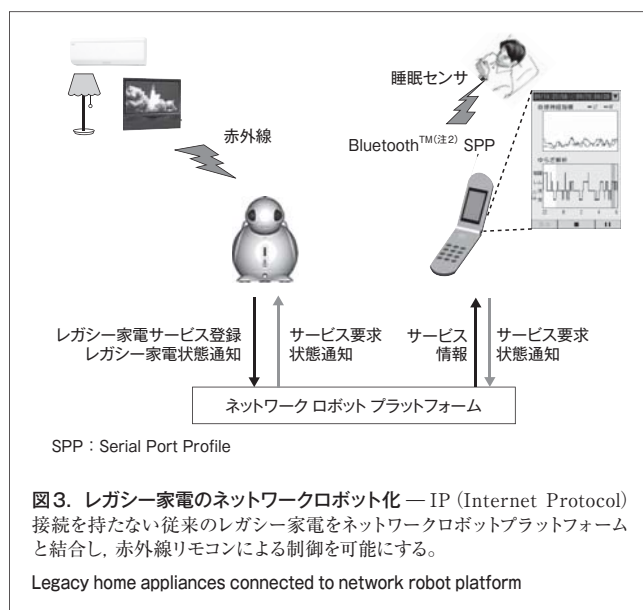 睡眠センサ
赤外線
Bluetooth™(注2) SPP
レガシー家電サービス登録
レガシー家電状態通知
サービス要求
状態通知
サービス
情報
サービス要求
状態通知
ネットワーク ロボット プラットフォーム
SPP：Serial Port Profile
図3．レガシー家電のネットワークロボット化 — IP（Internet Protocol）
接続を持たない従来のレガシー家電をネットワークロボットプラットフォーム
と結合し，赤外線リモコンによる制御を可能にする。
Legacy home appliances connected to network robot platform